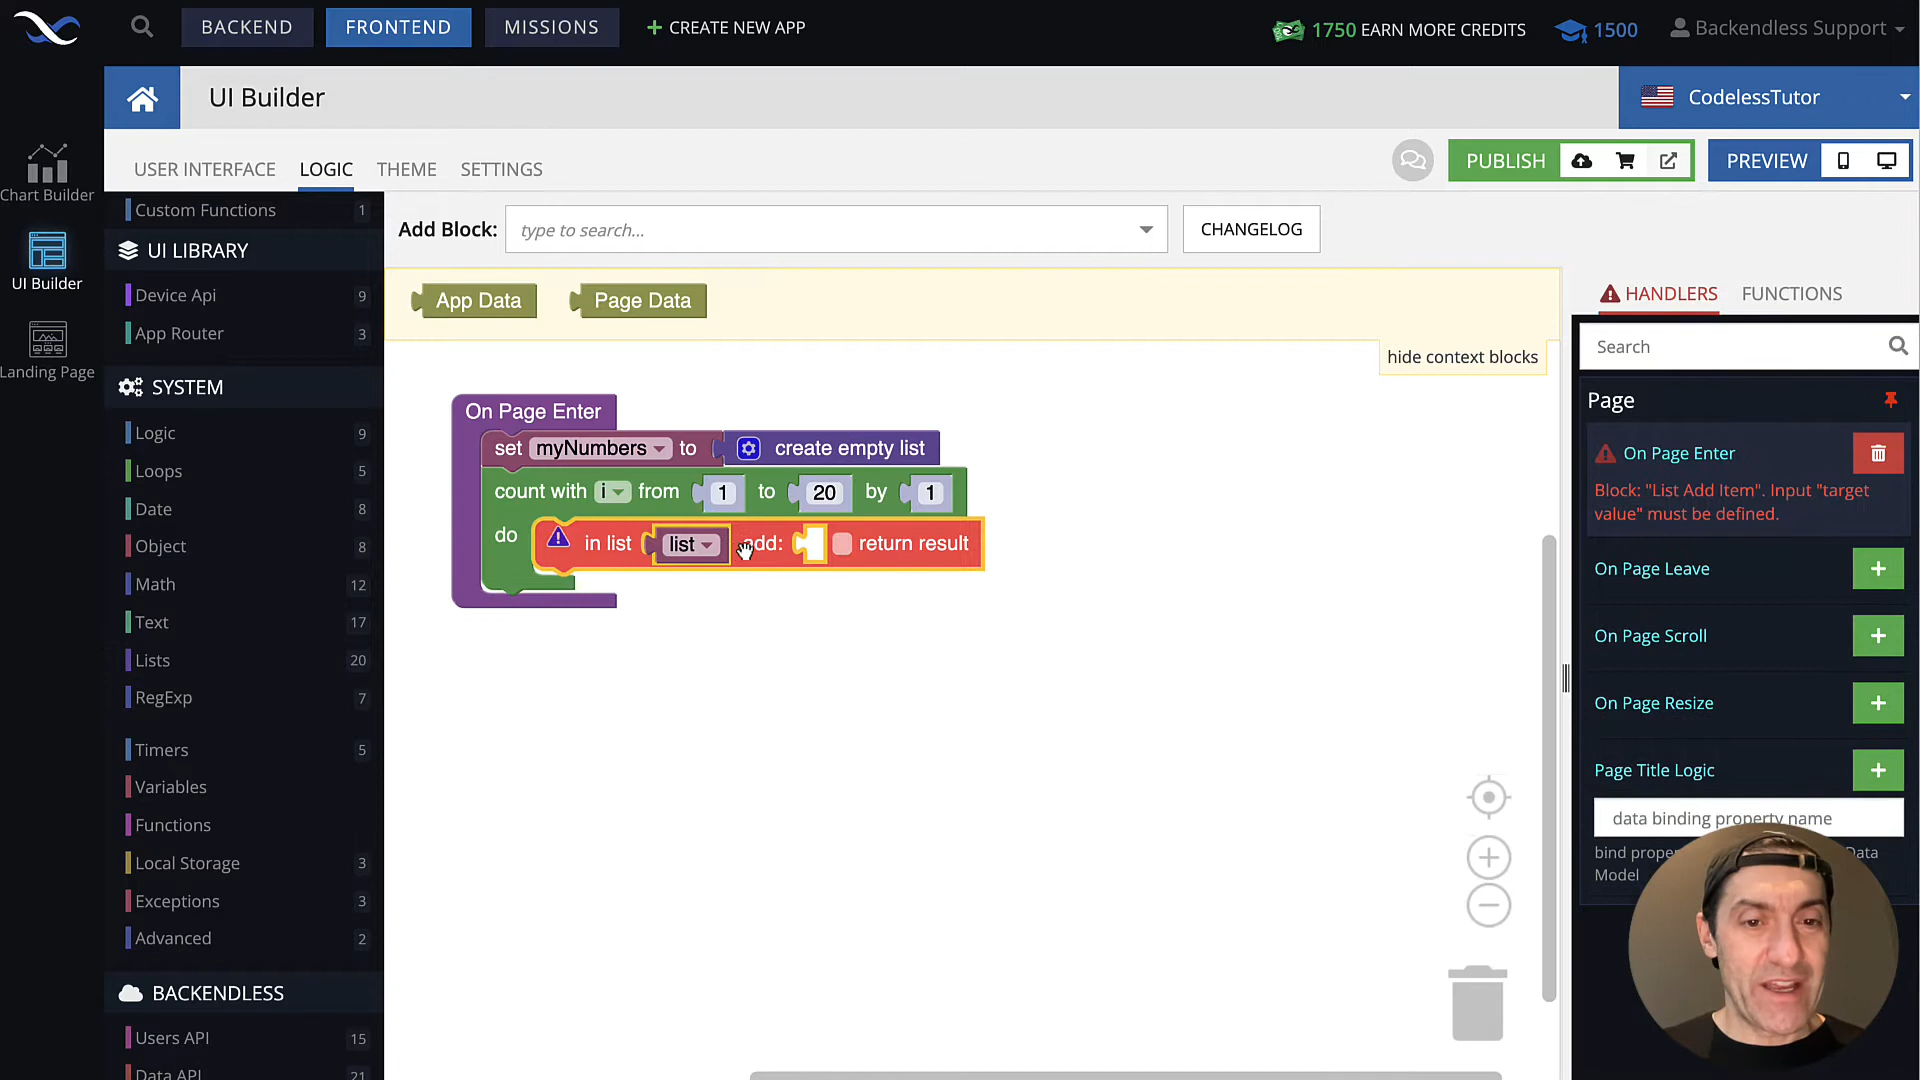 BACKEND
FRONTEND
MISSIONS
+ CREATE NEW APP
1750 EARN MORE CREDITS
1500
Backendless Support
UI Builder
CodelessTutor
Chart Builder
UI Builder
Landing Page
USER INTERFACE
LOGIC
THEME
SETTINGS
PUBLISH
PREVIEW
Custom Functions 1
UI LIBRARY
Device Api 9
App Router 3
SYSTEM
Logic 9
Loops 5
Date 8
Object 8
Math 12
Text 17
Lists 20
RegExp 7
Timers 5
Variables
Functions
Local Storage 3
Exceptions 3
Advanced 2
BACKENDLESS
Users API 15
Data API 21
Add Block:
type to search...
CHANGELOG
App Data
Page Data
hide context blocks
On Page Enter
set myNumbers to create empty list
count with i from 1 to 20 by 1
do in list list add: return result
HANDLERS
FUNCTIONS
Search
Page
On Page Enter
Block: "List Add Item". Input "target
value" must be defined.
On Page Leave
On Page Scroll
On Page Resize
Page Title Logic
data binding property name
bind Data
Model